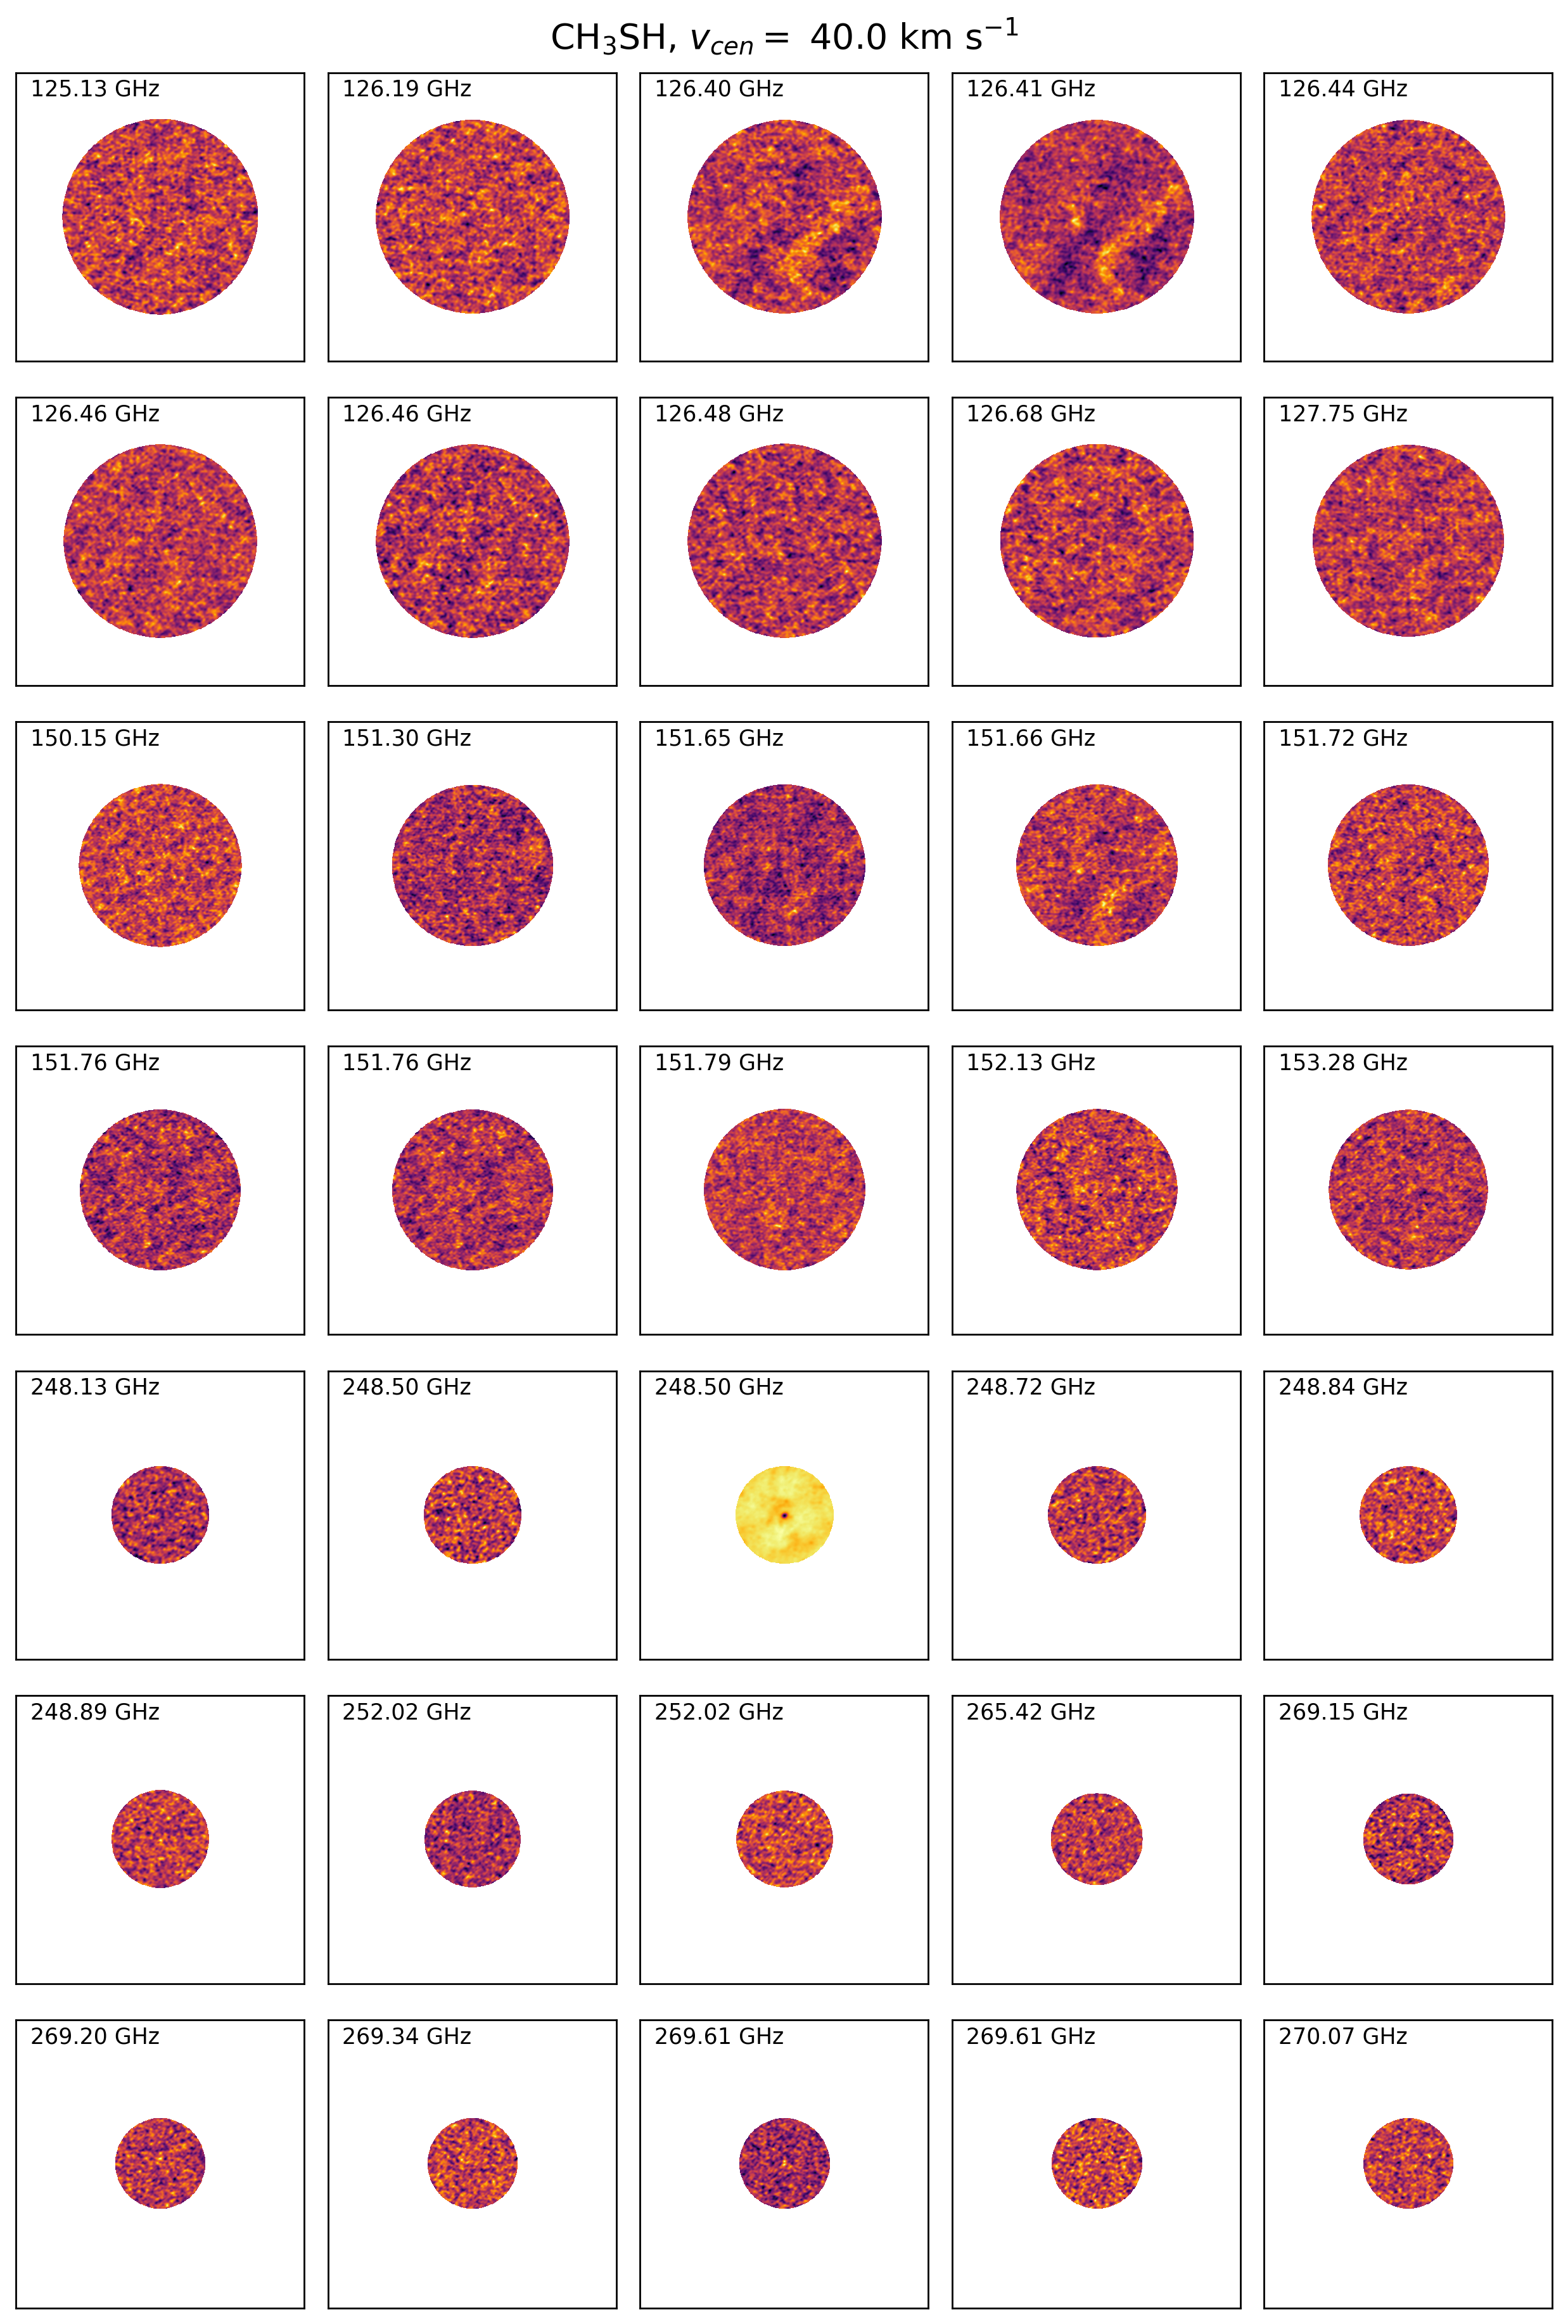 CH₃SH, v_cen = 40.0 km s⁻¹
125.13 GHz
126.19 GHz
126.40 GHz
126.41 GHz
126.44 GHz
126.46 GHz
126.46 GHz
126.48 GHz
126.68 GHz
127.75 GHz
150.15 GHz
151.30 GHz
151.65 GHz
151.66 GHz
151.72 GHz
151.76 GHz
151.76 GHz
151.79 GHz
152.13 GHz
153.28 GHz
248.13 GHz
248.50 GHz
248.50 GHz
248.72 GHz
248.84 GHz
248.89 GHz
252.02 GHz
252.02 GHz
265.42 GHz
269.15 GHz
269.20 GHz
269.34 GHz
269.61 GHz
269.61 GHz
270.07 GHz